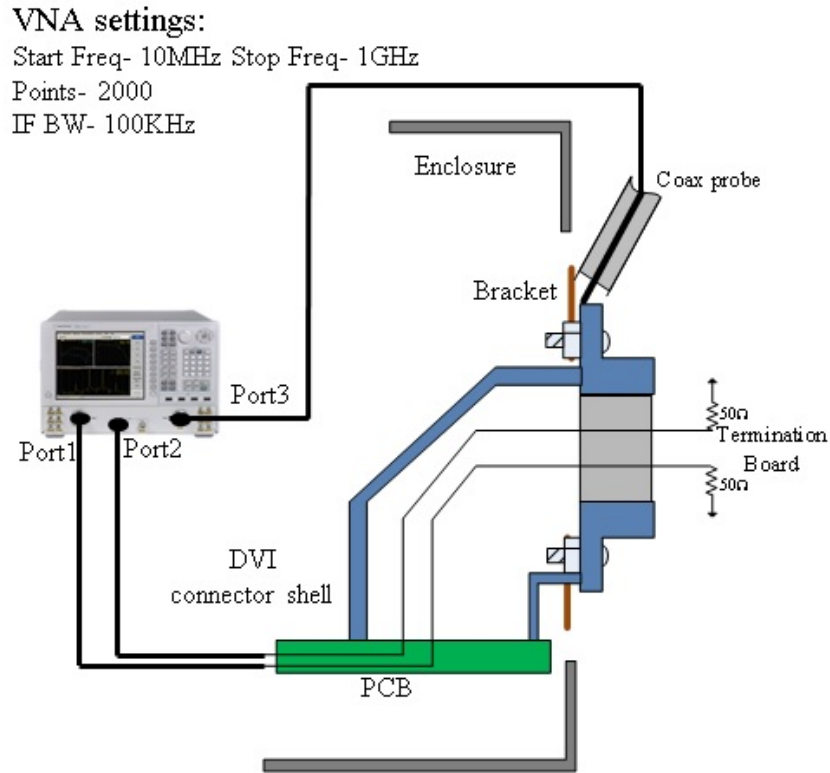 VNA settings:
Start Freq- 10MHz Stop Freq- 1GHz
Points- 2000
IF BW- 100KHz
Enclosure
Coax probe
Bracket
Port3
Port1
Port2
50Ω
Termination
Board
50Ω
DVI
connector shell
PCB